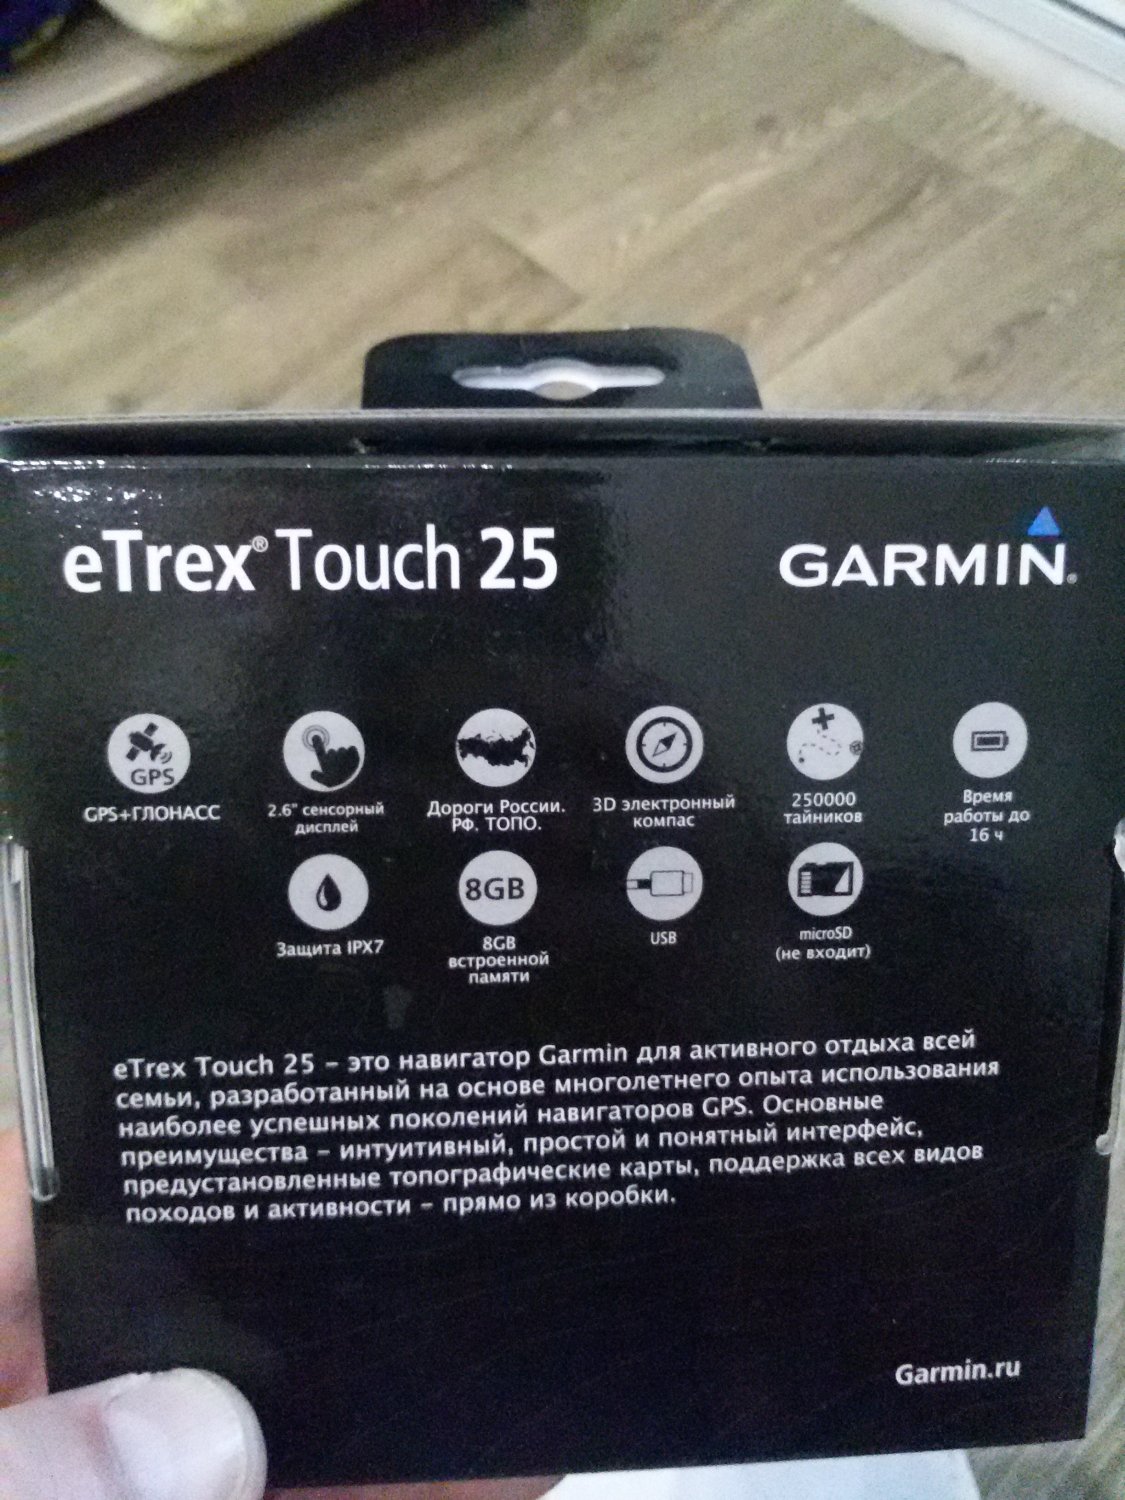 eTrex® Touch 25
GARMIN®
GPS
GPS+ГЛОНАСС
2.6" сенсорный
дисплей
Дороги России.
РФ. ТОПО.
3D электронный
компас
250000
тайников
Время
работы до
16 ч
Защита IPX7
8GB
8GB
встроенной
памяти
USB
microSD
(не входит)
eTrex Touch 25 – это навигатор Garmin для активного отдыха всей
семьи, разработанный на основе многолетнего опыта использования
наиболее успешных поколений навигаторов GPS. Основные
преимущества – интуитивный, простой и понятный интерфейс,
предустановленные топографические карты, поддержка всех видов
походов и активности – прямо из коробки.
Garmin.ru